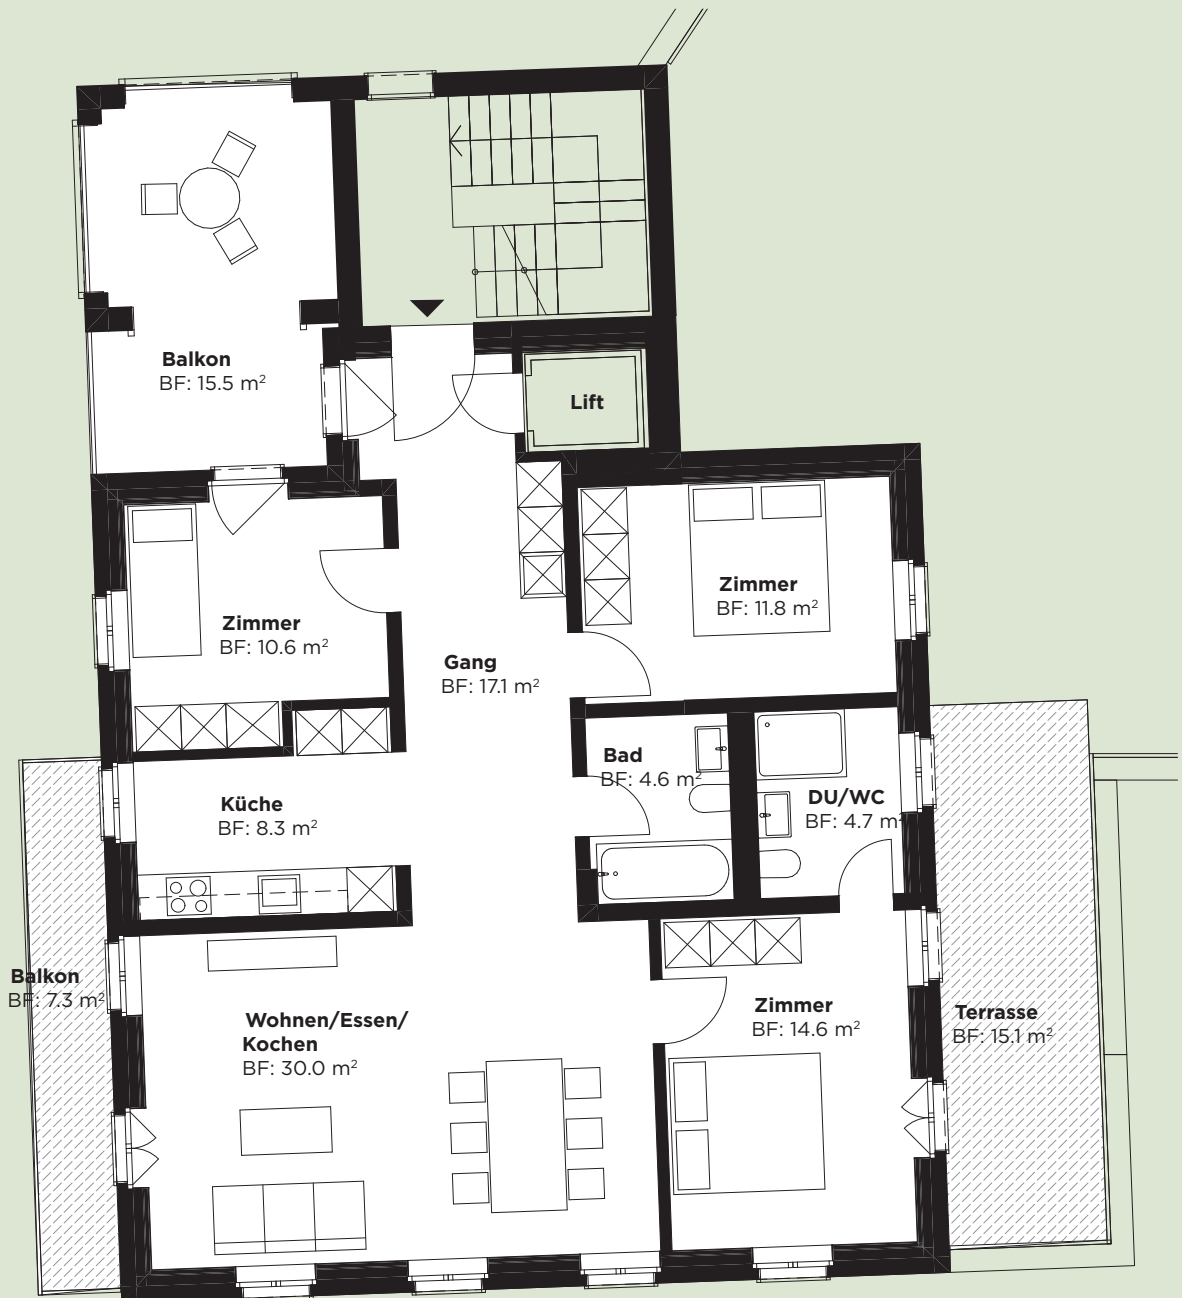 Balkon
BF: 15.5 m²
Lift
Zimmer
BF: 11.8 m²
Zimmer
BF: 10.6 m²
Gang
BF: 17.1 m²
Bad
BF: 4.6 m²
Küche
BF: 8.3 m²
DU/WC
BF: 4.7 m²
Balkon
BF: 7.3 m²
Wohnen/Essen/
Kochen
BF: 30.0 m²
Zimmer
BF: 14.6 m²
Terrasse
BF: 15.1 m²